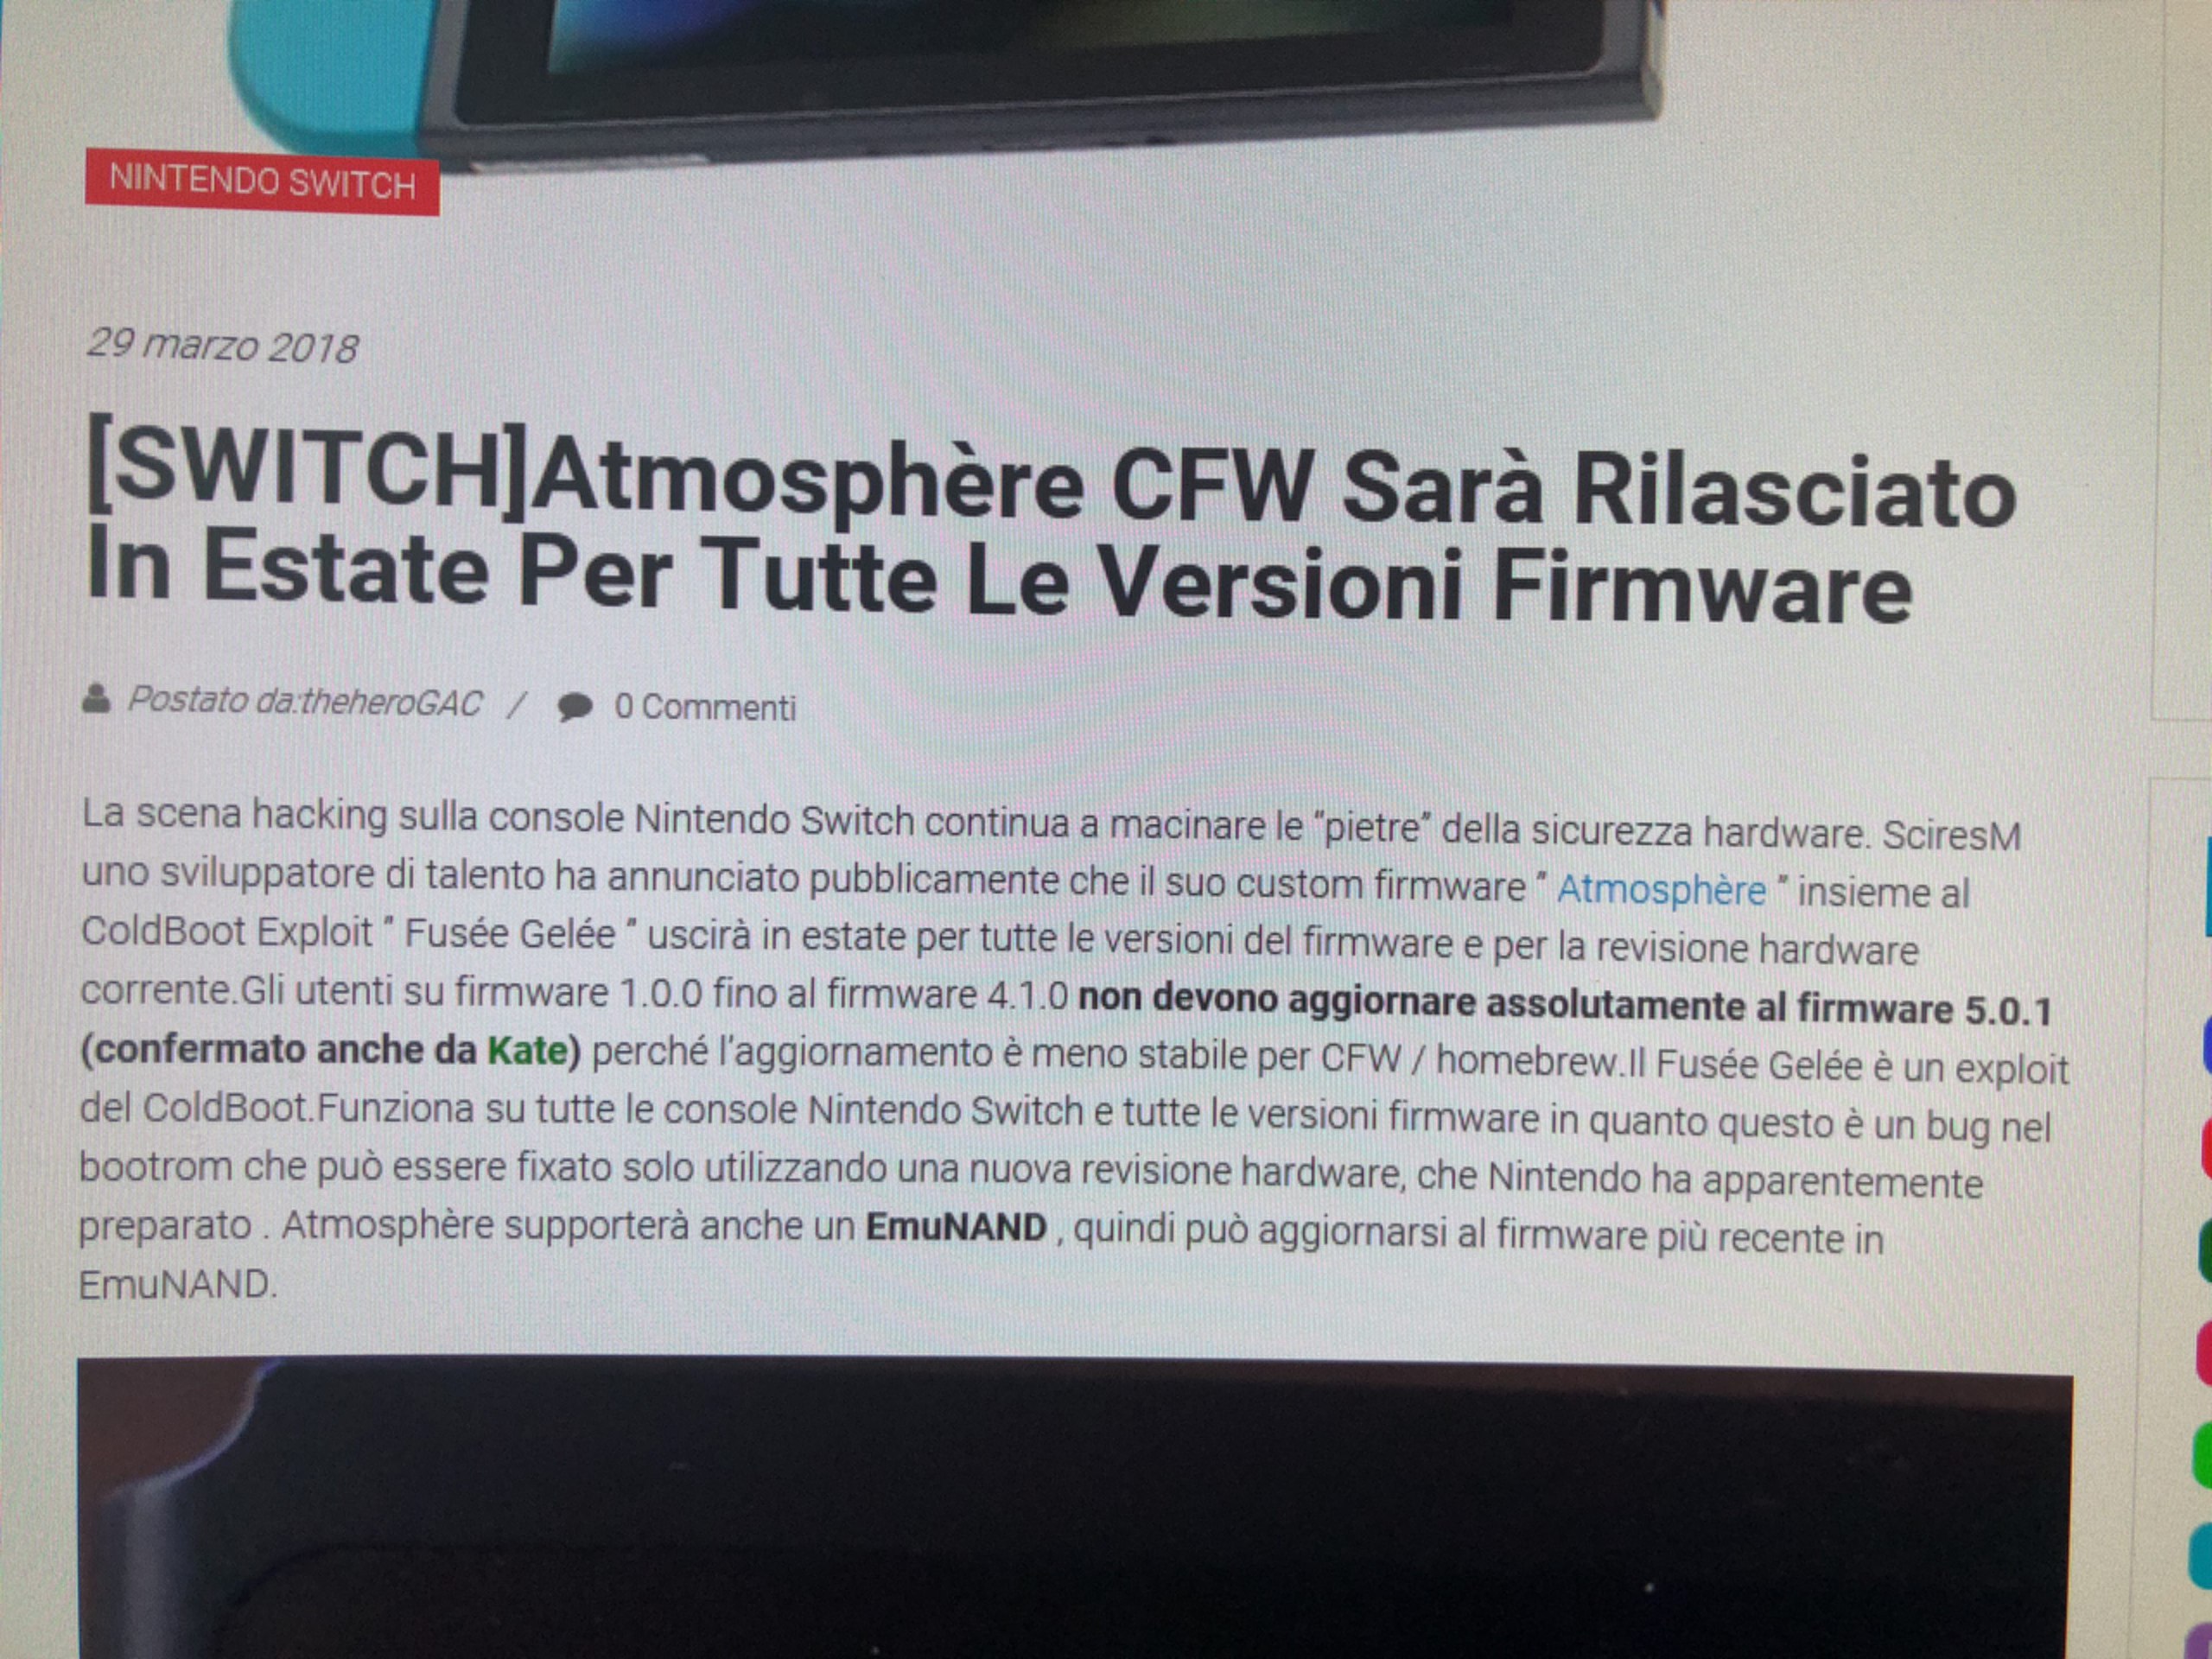 NINTENDO SWITCH
29 marzo 2018
[SWITCH]Atmosphère CFW Sarà Rilasciato
In Estate Per Tutte Le Versioni Firmware
Postato da:theheroGAC / 0 Commenti
La scena hacking sulla console Nintendo Switch continua a macinare le "pietre" della sicurezza hardware. SciresM
uno sviluppatore di talento ha annunciato pubblicamente che il suo custom firmware " Atmosphère " insieme al
ColdBoot Exploit " Fusée Gelée " uscirà in estate per tutte le versioni del firmware e per la revisione hardware
corrente.Gli utenti su firmware 1.0.0 fino al firmware 4.1.0 non devono aggiornare assolutamente al firmware 5.0.1
(confermato anche da Kate) perché l'aggiornamento è meno stabile per CFW / homebrew.Il Fusée Gelée è un exploit
del ColdBoot.Funziona su tutte le console Nintendo Switch e tutte le versioni firmware in quanto questo è un bug nel
bootrom che può essere fixato solo utilizzando una nuova revisione hardware, che Nintendo ha apparentemente
preparato . Atmosphère supporterà anche un EmuNAND , quindi può aggiornarsi al firmware più recente in
EmuNAND.